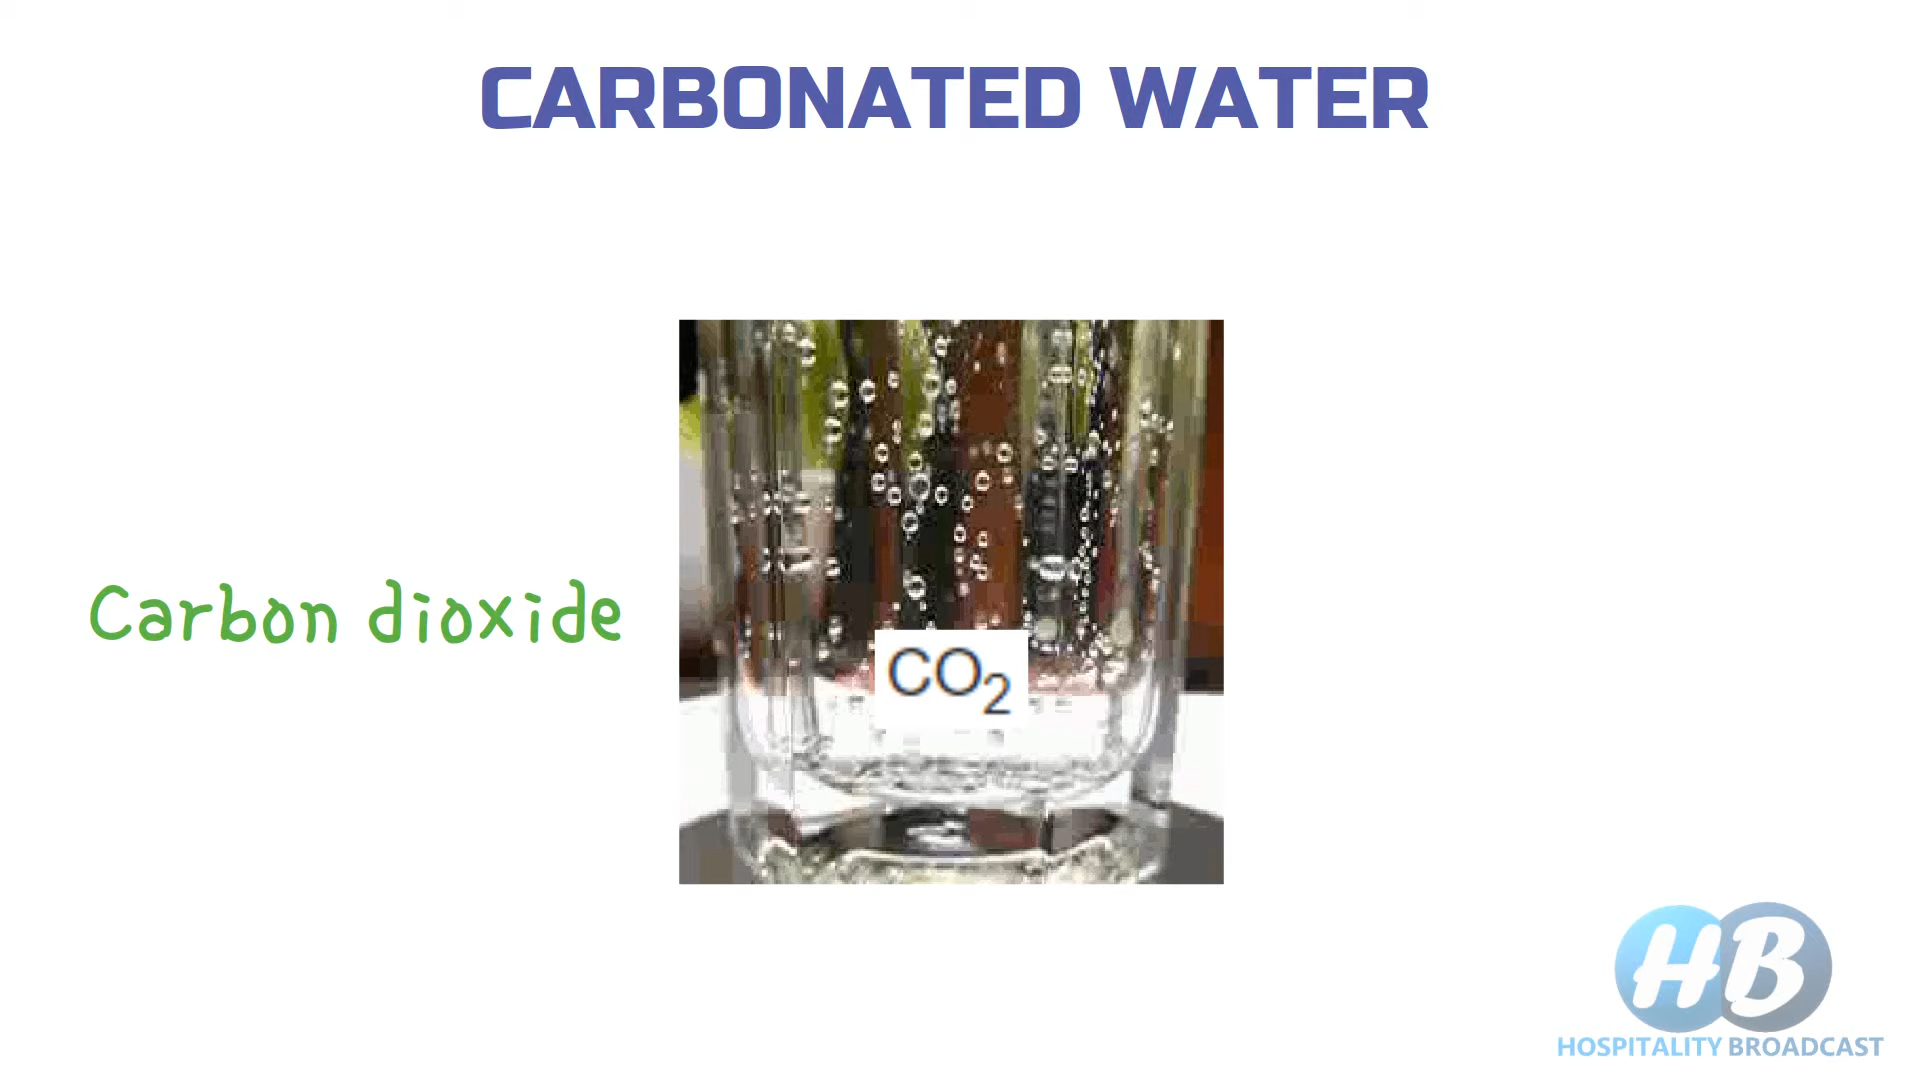 CARBONATED WATER
Carbon dioxide
CO₂
HB
HOSPITALITY BROADCAST